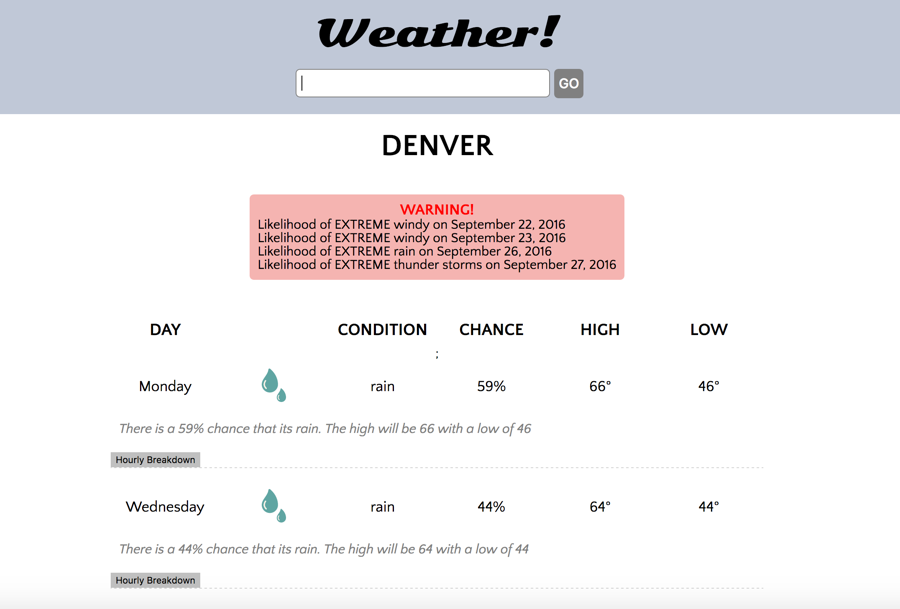 Weather!
GO
DENVER
WARNING!
Likelihood of EXTREME windy on September 22, 2016
Likelihood of EXTREME windy on September 23, 2016
Likelihood of EXTREME rain on September 26, 2016
Likelihood of EXTREME thunder storms on September 27, 2016
DAY CONDITION CHANCE HIGH LOW
;
Monday rain 59% 66° 46°
There is a 59% chance that its rain. The high will be 66 with a low of 46
Hourly Breakdown
Wednesday rain 44% 64° 44°
There is a 44% chance that its rain. The high will be 64 with a low of 44
Hourly Breakdown